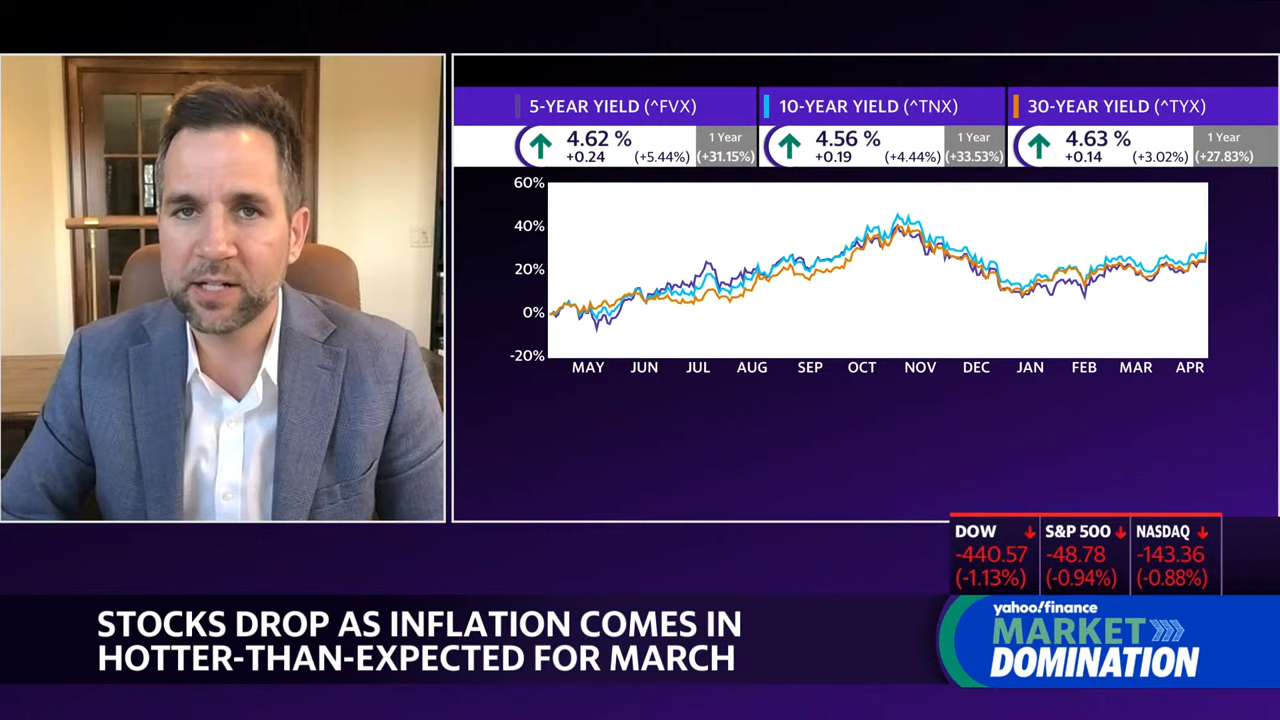 5-YEAR YIELD (^FVX)
4.62 %
+0.24 (+5.44%)
1 Year
(+31.15%)
10-YEAR YIELD (^TNX)
4.56 %
+0.19 (+4.44%)
1 Year
(+33.53%)
30-YEAR YIELD (^TYX)
4.63 %
+0.14 (+3.02%)
1 Year
(+27.83%)
60%
40%
20%
0%
-20%
MAY JUN JUL AUG SEP OCT NOV DEC JAN FEB MAR APR
DOW
-440.57
(-1.13%)
S&P 500
-48.78
(-0.94%)
NASDAQ
-143.36
(-0.88%)
STOCKS DROP AS INFLATION COMES IN
HOTTER-THAN-EXPECTED FOR MARCH
yahoo!finance
MARKET
DOMINATION